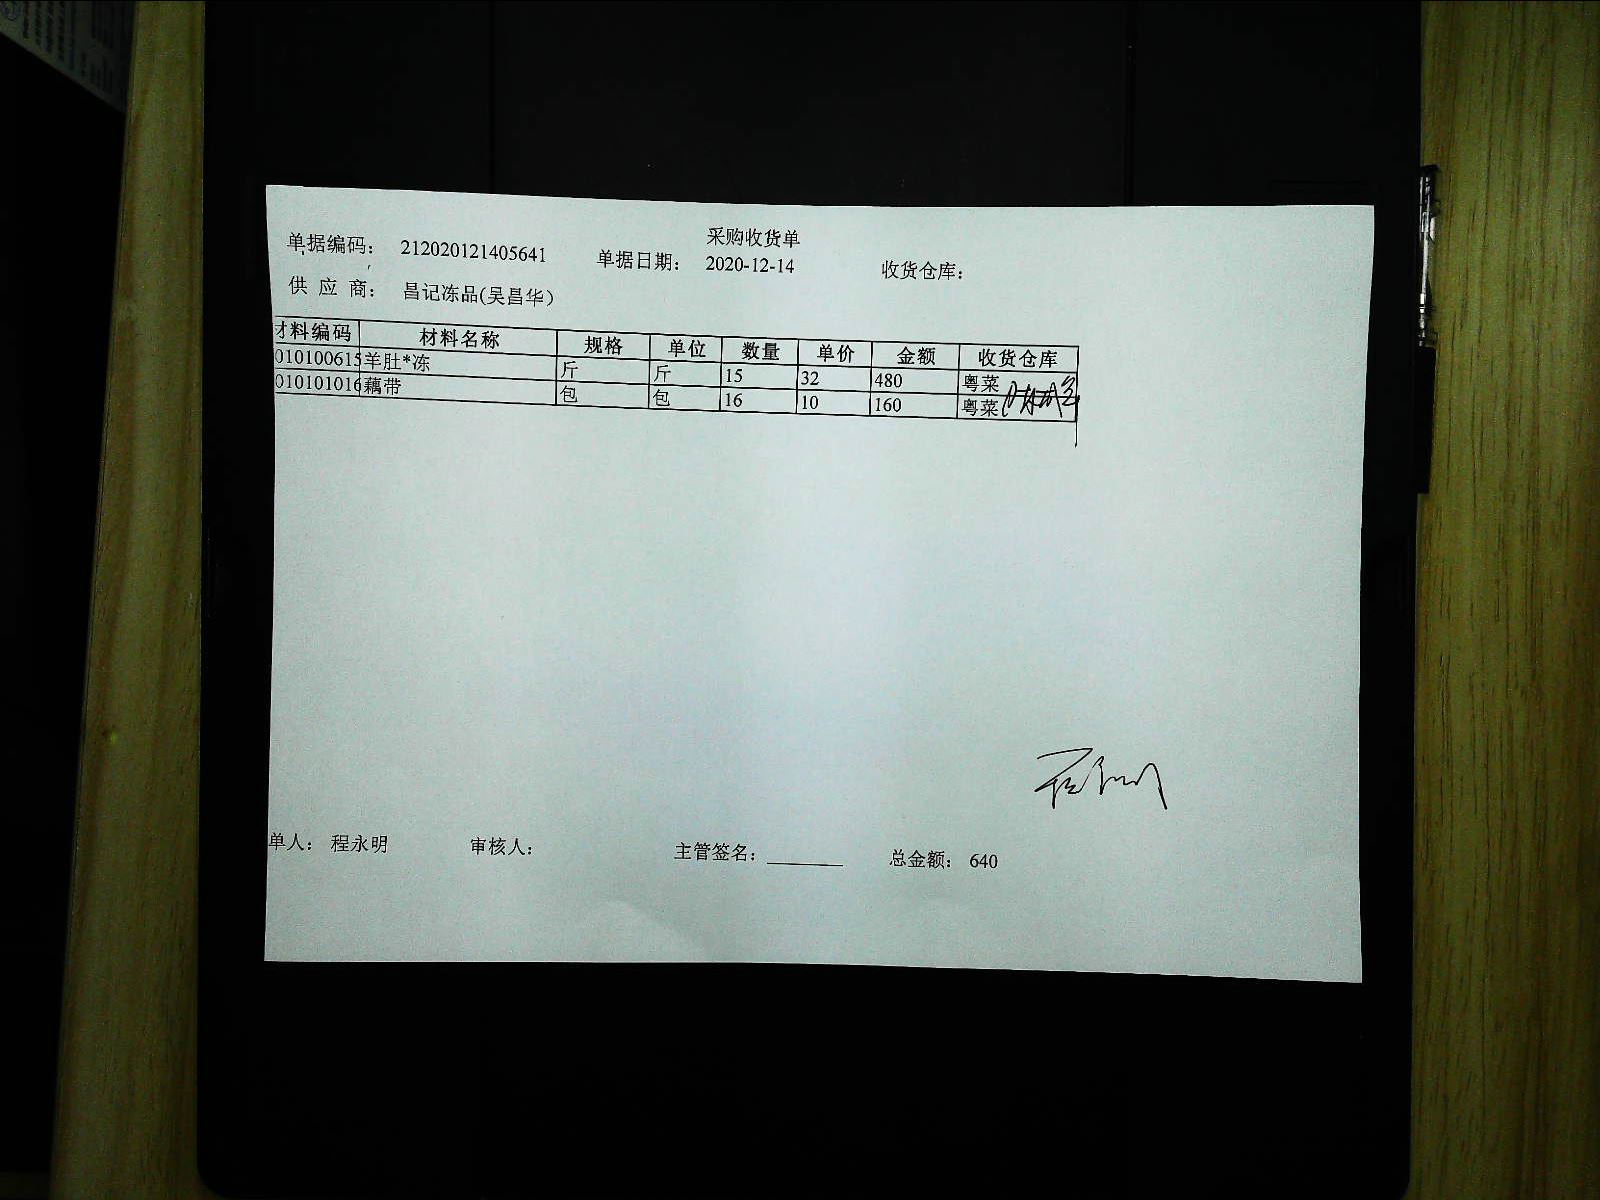 采购收货单
单据编码： 212020121405641 单据日期： 2020-12-14 收货仓库：
供 应 商： 昌记冻品(吴昌华)
材料编码 材料名称 规格 单位 数量 单价 金额 收货仓库
010100615 羊肚*冻 斤 斤 15 32 480 粤菜
010101016 藕带 包 包 16 10 160 粤菜
单人： 程永明 审核人： 主管签名： 总金额： 640